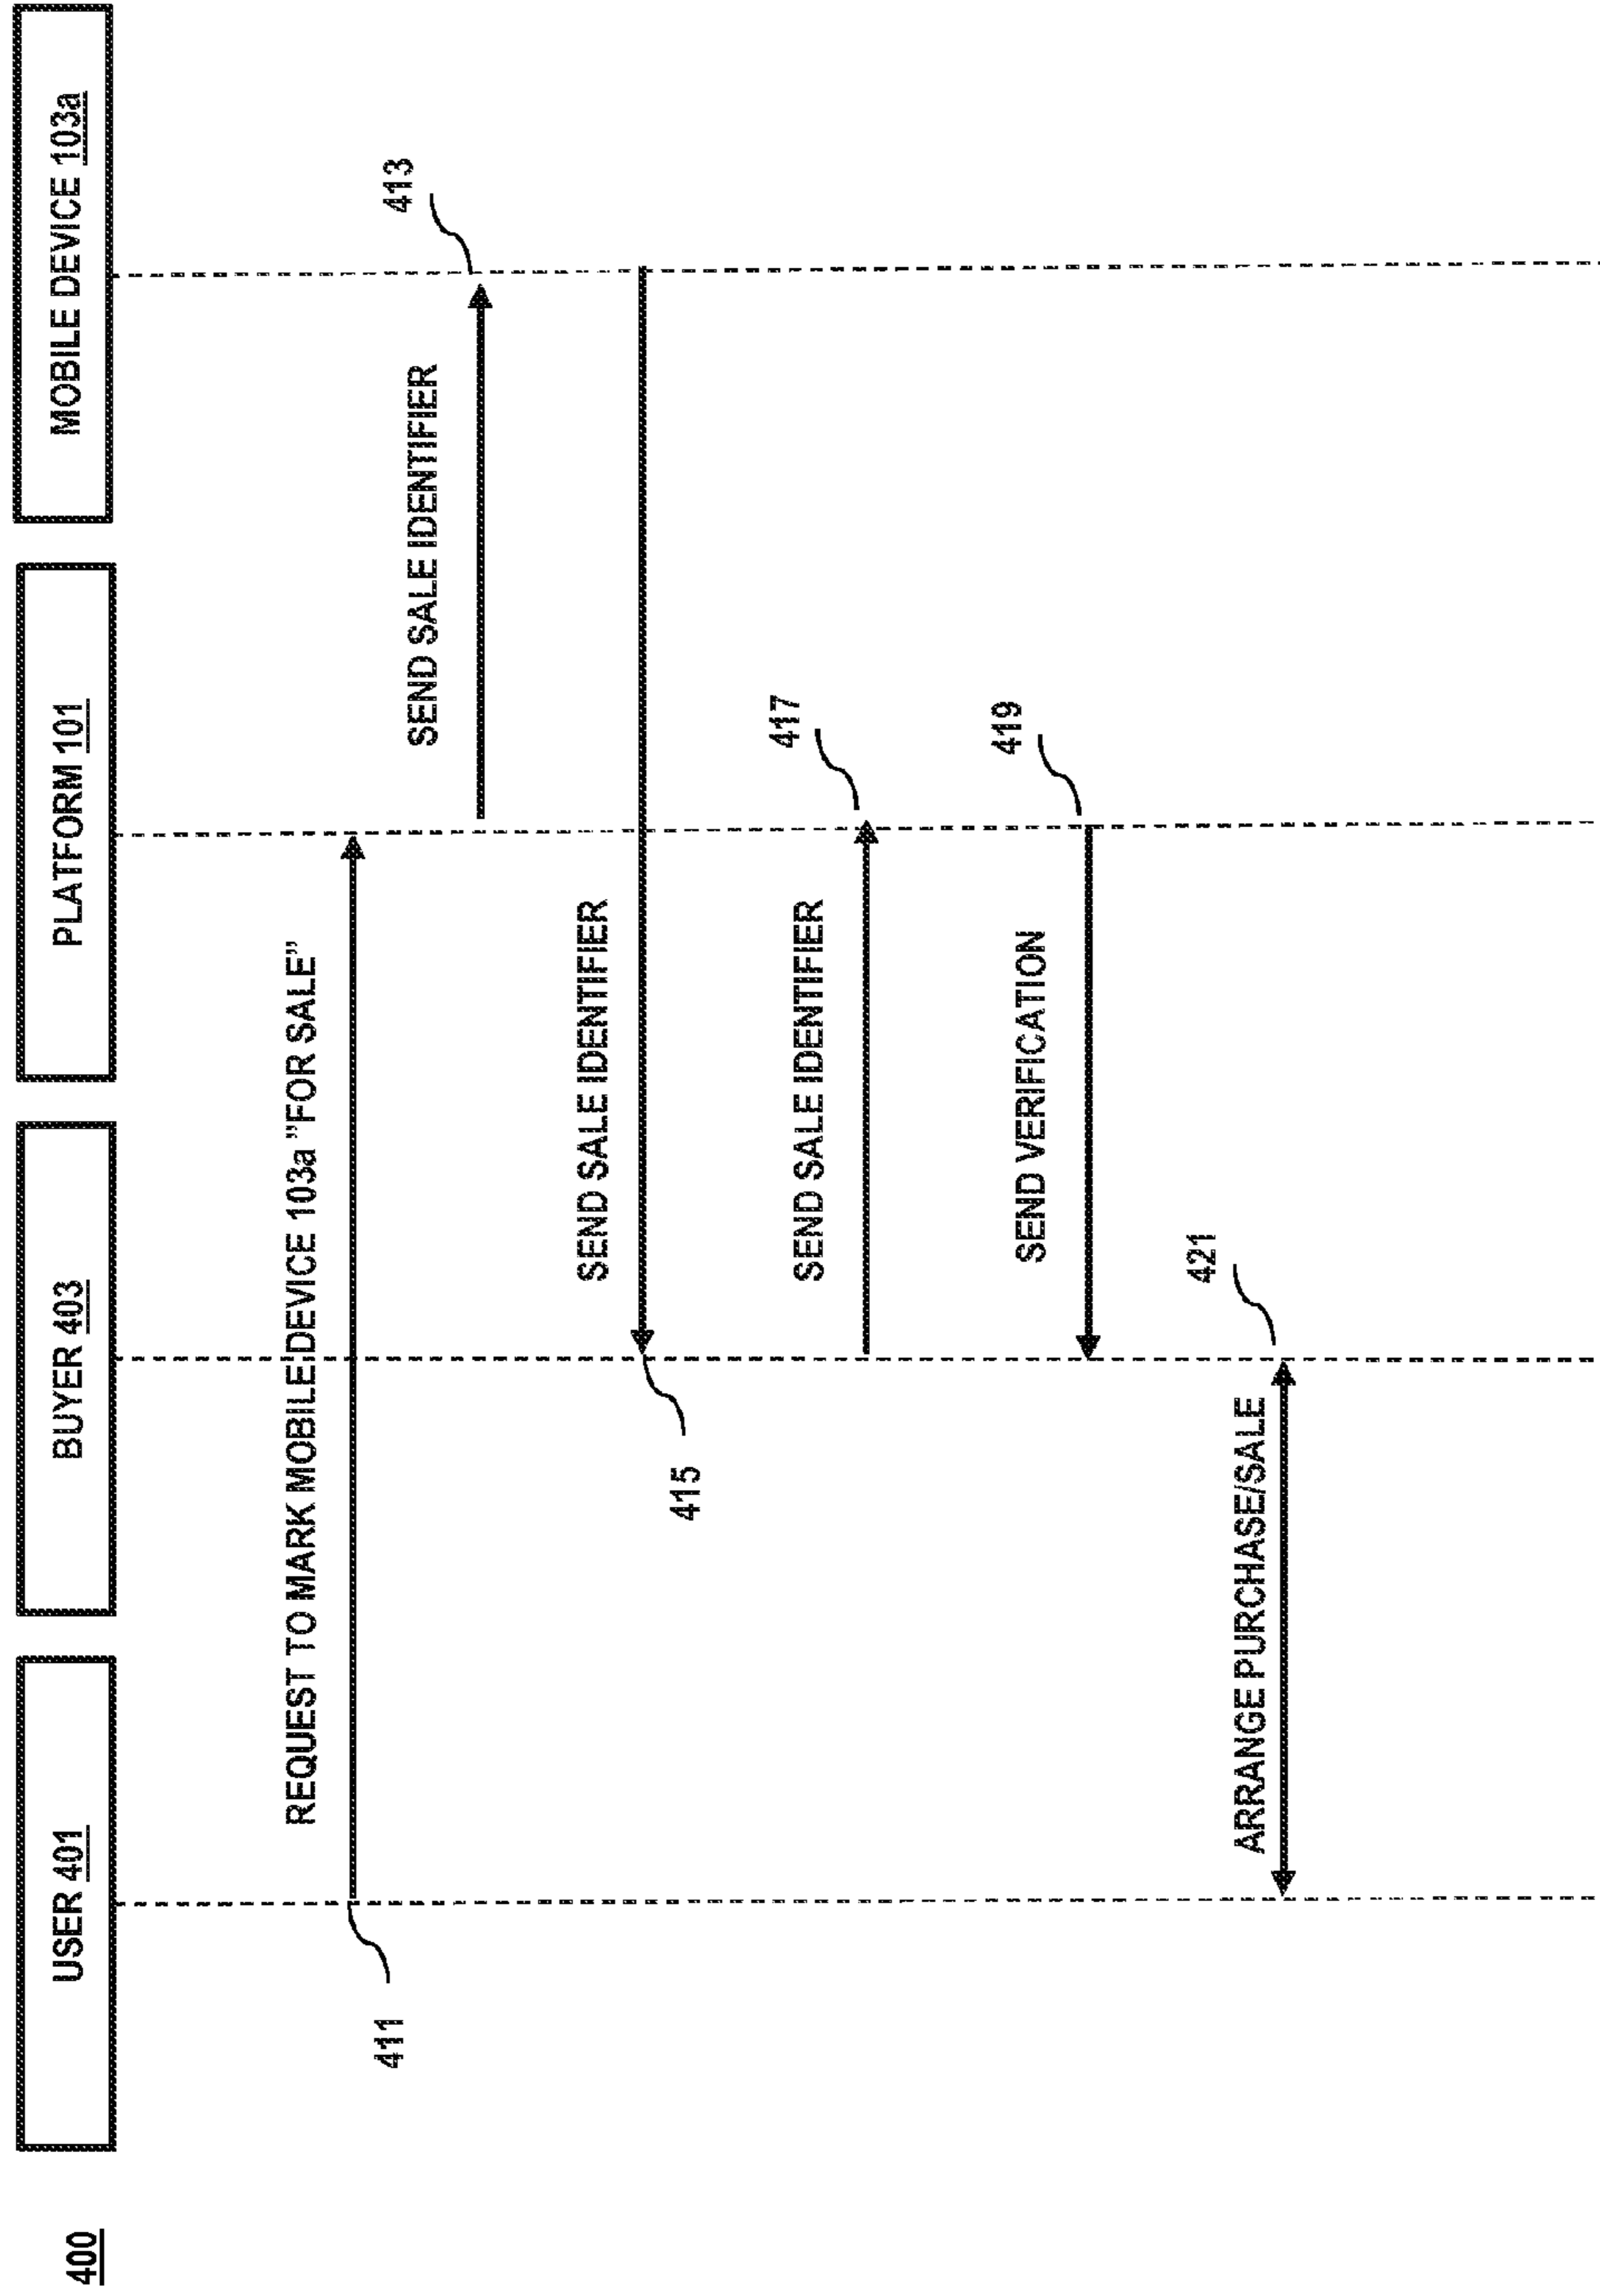 400
USER 401
BUYER 403
PLATFORM 101
MOBILE DEVICE 103a
REQUEST TO MARK MOBILE DEVICE 103a "FOR SALE"
411
SEND SALE IDENTIFIER
413
SEND SALE IDENTIFIER
415
SEND SALE IDENTIFIER
417
SEND VERIFICATION
419
ARRANGE PURCHASE/SALE
421